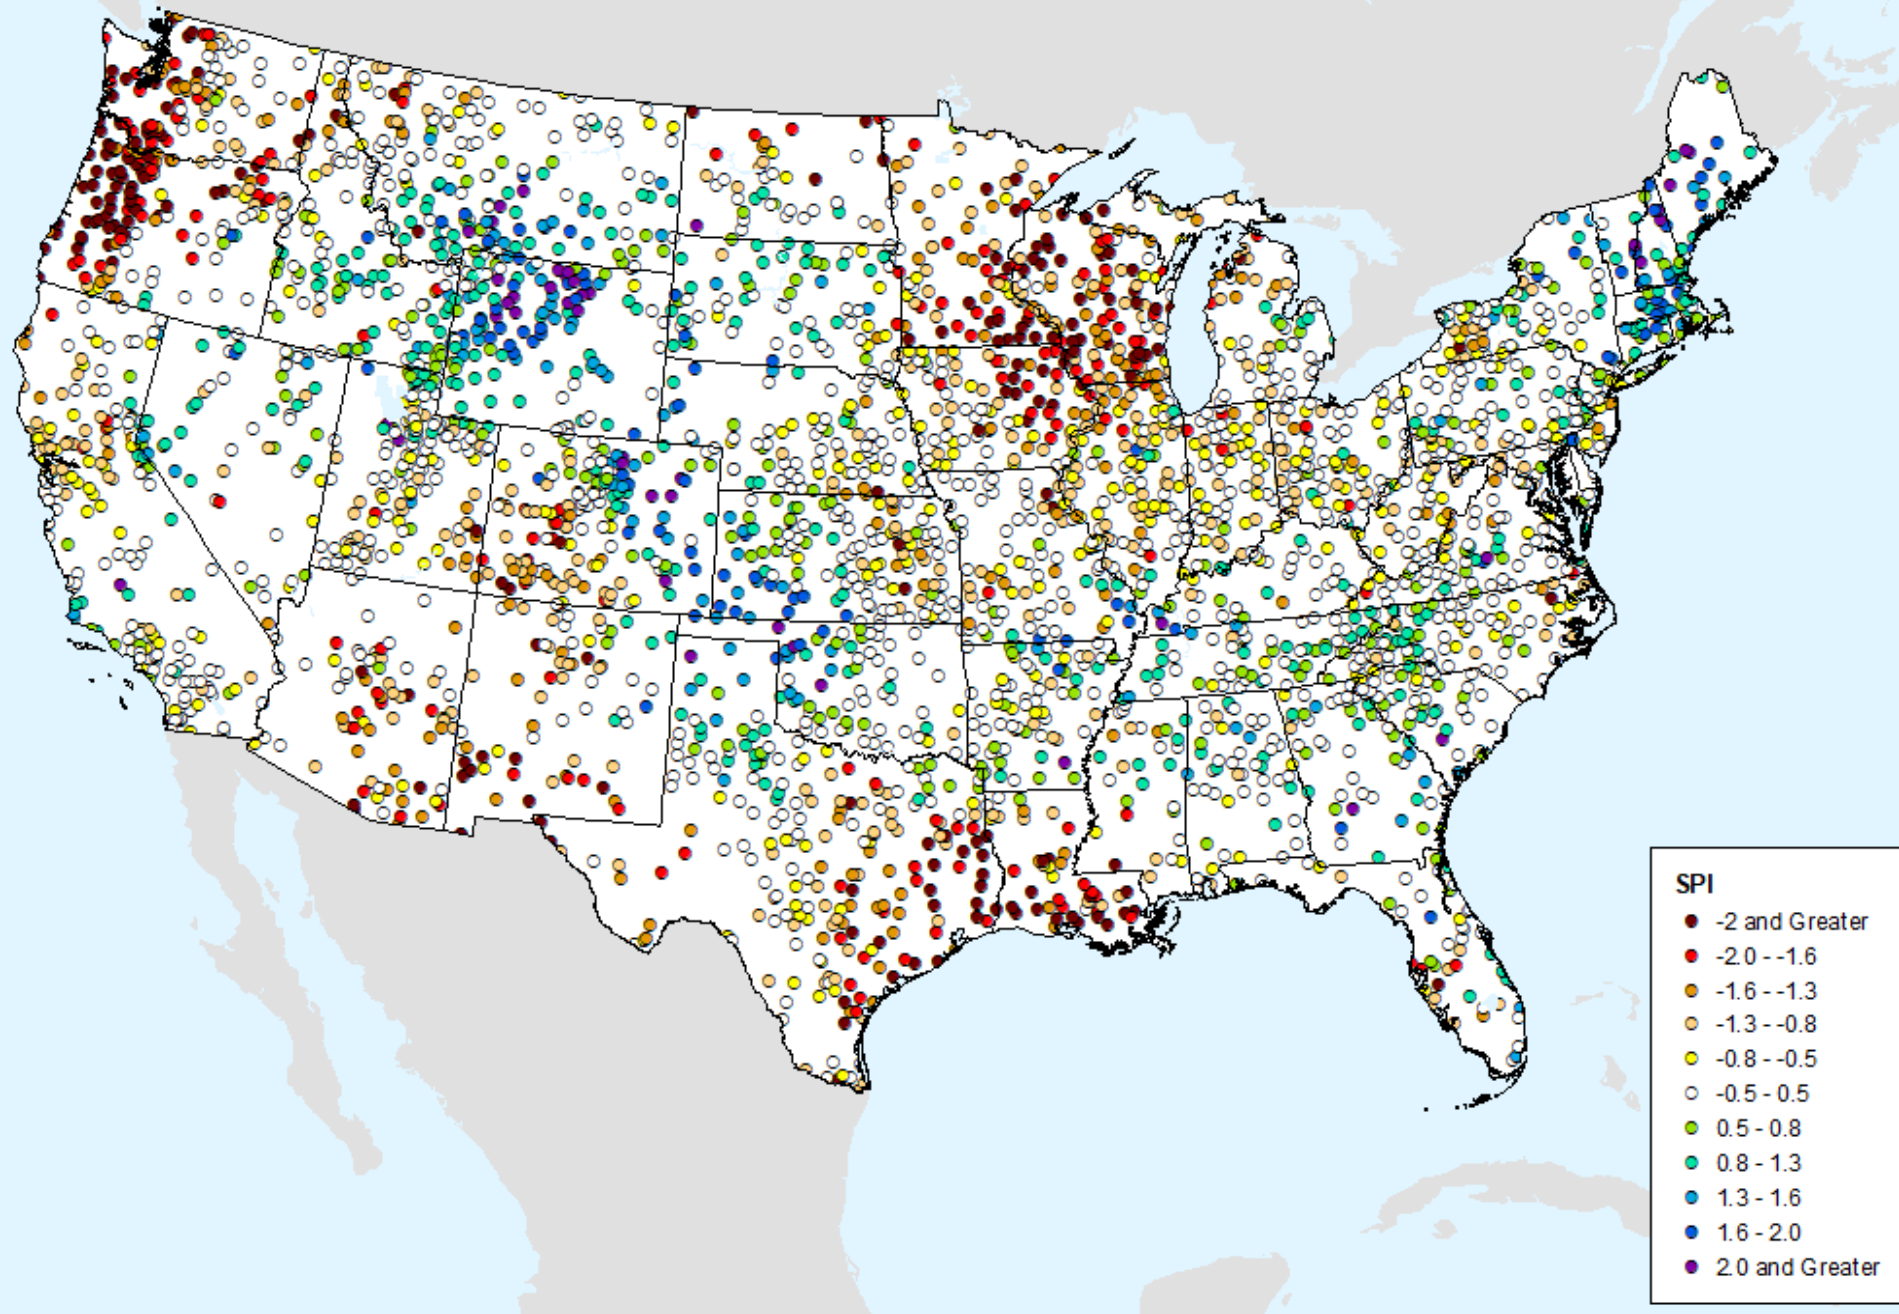 SPI
-2 and Greater
-2.0 - -1.6
-1.6 - -1.3
-1.3 - -0.8
-0.8 - -0.5
-0.5 - 0.5
0.5 - 0.8
0.8 - 1.3
1.3 - 1.6
1.6 - 2.0
2.0 and Greater